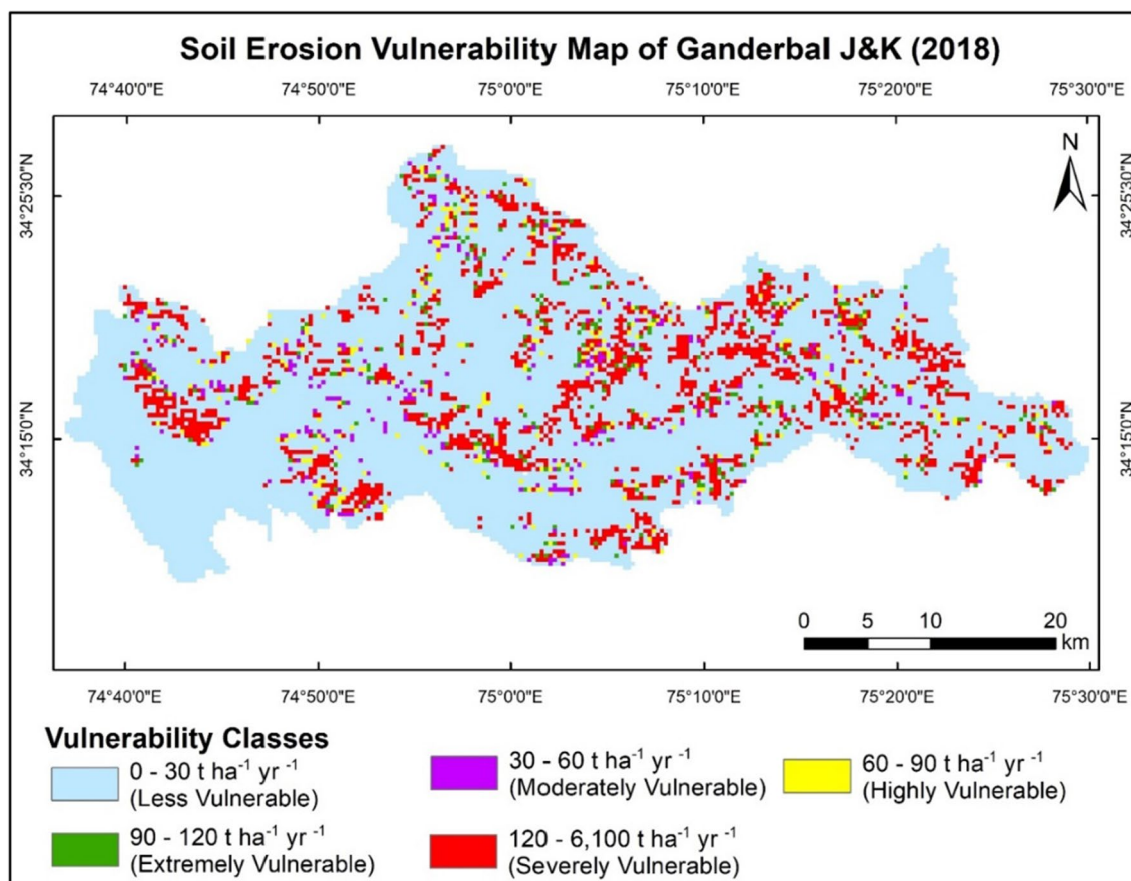 Soil Erosion Vulnerability Map of Ganderbal J&K (2018)
74°40'0"E 74°50'0"E 75°0'0"E 75°10'0"E 75°20'0"E 75°30'0"E
N
34°25'30"N 34°25'30"N
34°15'0"N 34°15'0"N
0 5 10 20
km
74°40'0"E 74°50'0"E 75°0'0"E 75°10'0"E 75°20'0"E 75°30'0"E
Vulnerability Classes
0 - 30 t ha⁻¹ yr ⁻¹
(Less Vulnerable)
30 - 60 t ha⁻¹ yr ⁻¹
(Moderately Vulnerable)
60 - 90 t ha⁻¹ yr ⁻¹
(Highly Vulnerable)
90 - 120 t ha⁻¹ yr ⁻¹
(Extremely Vulnerable)
120 - 6,100 t ha⁻¹ yr ⁻¹
(Severely Vulnerable)